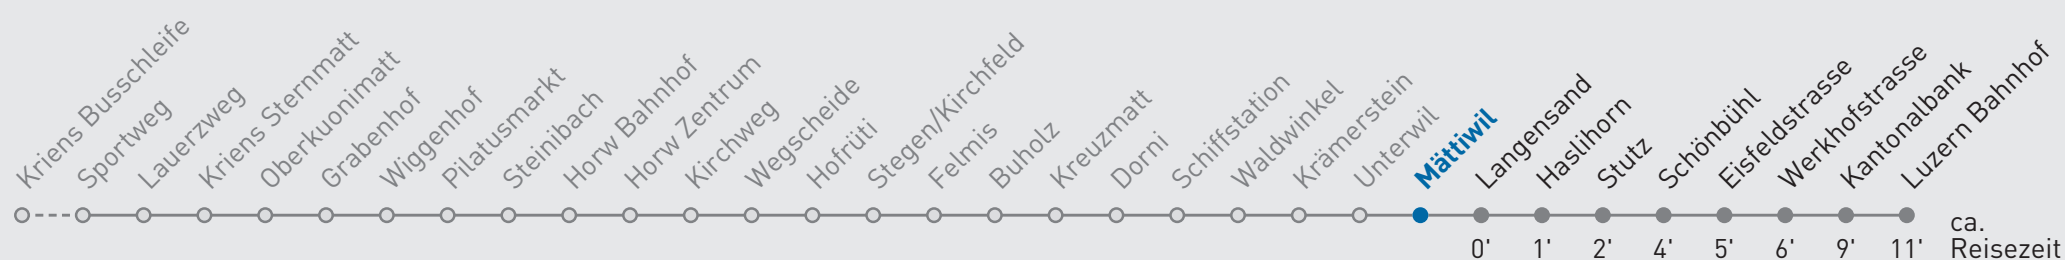 Kriens Busschleife
Sportweg
Lauerzweg
Kriens Sternmatt
Oberkuonimatt
Grabenhof
Wiggenhof
Pilatusmarkt
Steinibach
Horw Bahnhof
Horw Zentrum
Kirchweg
Wegscheide
Hofrüti
Stegen/Kirchfeld
Felmis
Buholz
Kreuzmatt
Dorni
Schiffstation
Waldwinkel
Krämerstein
Unterwil
Mättiwil
Langensand
Haslihorn
Stutz
Schönbühl
Eisfeldstrasse
Werkhofstrasse
Kantonalbank
Luzern Bahnhof
ca.
0' 1' 2' 4' 5' 6' 9' 11' Reisezeit